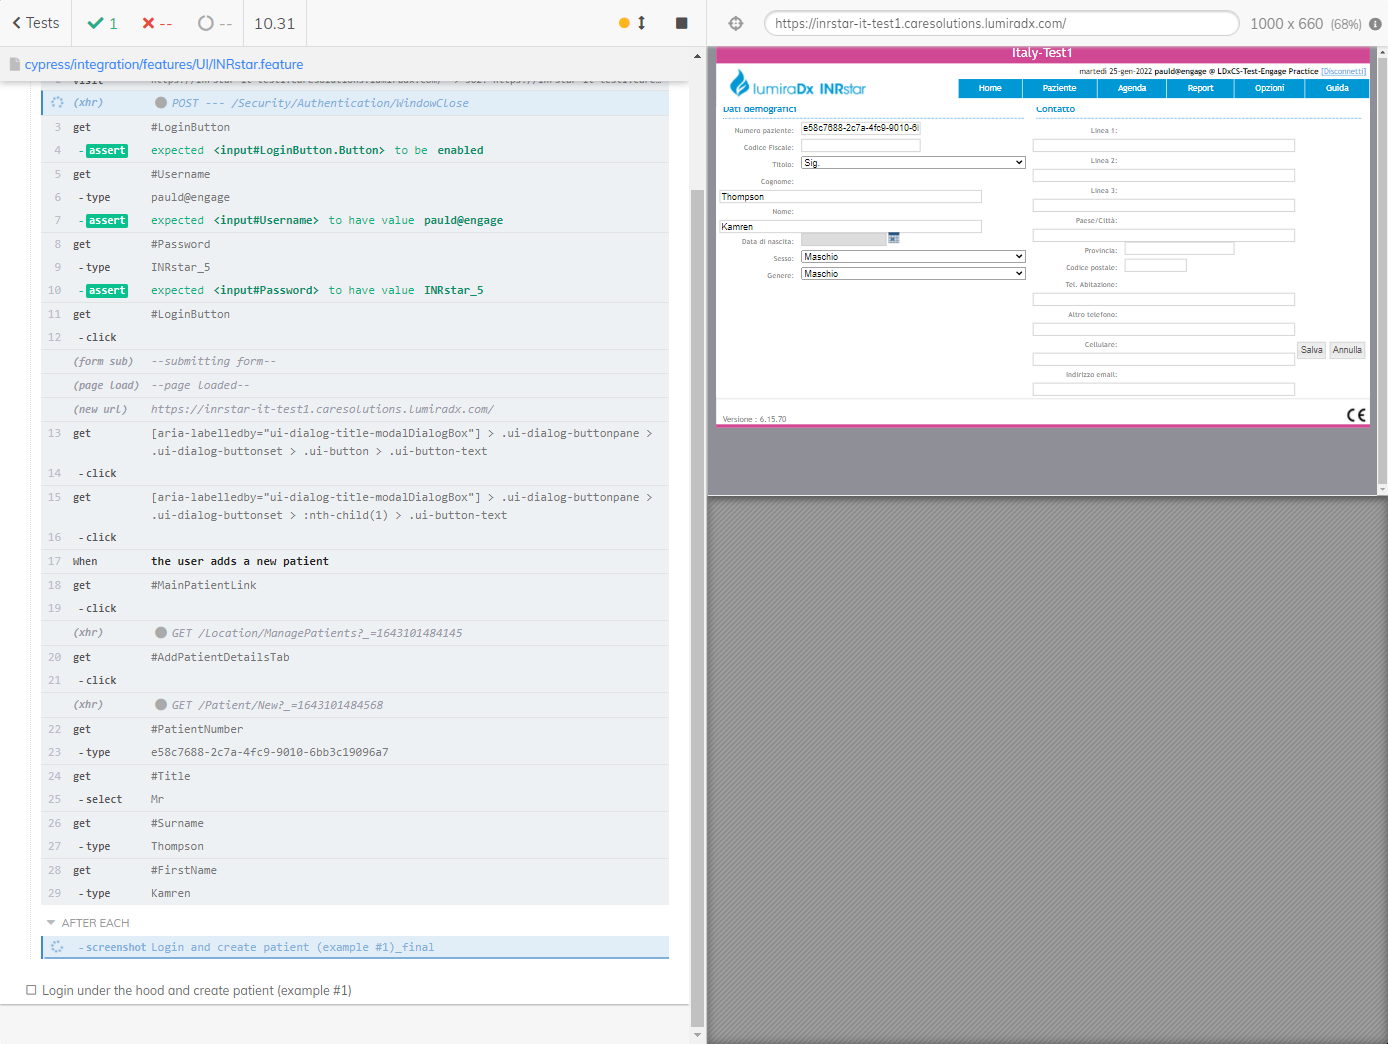 Tests
1
--
--
10.31
cypress/integration/features/UI/INRstar.feature
(xhr) POST --- /Security/Authentication/WindowClose
3 get #LoginButton
4 -assert expected <input#LoginButton.Button> to be enabled
5 get #Username
6 -type pauld@engage
7 -assert expected <input#Username> to have value pauld@engage
8 get #Password
9 -type INRstar_5
10 -assert expected <input#Password> to have value INRstar_5
11 get #LoginButton
12 -click
(form sub) --submitting form--
(page load) --page loaded--
(new url) https://inrstar-it-test1.caresolutions.lumiradx.com/
13 get [aria-labelledby="ui-dialog-title-modalDialogBox"] > .ui-dialog-buttonpane >
.ui-dialog-buttonset > .ui-button > .ui-button-text
14 -click
15 get [aria-labelledby="ui-dialog-title-modalDialogBox"] > .ui-dialog-buttonpane >
.ui-dialog-buttonset > :nth-child(1) > .ui-button-text
16 -click
17 When the user adds a new patient
18 get #MainPatientLink
19 -click
(xhr) GET /Location/ManagePatients?_=1643101484145
20 get #AddPatientDetailsTab
21 -click
(xhr) GET /Patient/New?_=1643101484568
22 get #PatientNumber
23 -type e58c7688-2c7a-4fc9-9010-6bb3c19096a7
24 get #Title
25 -select Mr
26 get #Surname
27 -type Thompson
28 get #FirstName
29 -type Kamren
AFTER EACH
-screenshot Login and create patient (example #1)_final
Login under the hood and create patient (example #1)
https://inrstar-it-test1.caresolutions.lumiradx.com/
1000 x 660 (68%)
Italy-Test1
martedì 25-gen-2022 pauld@engage @ LDxCS-Test-Engage Practice [Disconnetti]
lumiraDx INRstar
Home Paziente Agenda Report Opzioni Guida
Dati demografici
Numero paziente: e58c7688-2c7a-4fc9-9010-6
Codice Fiscale:
Titolo: Sig.
Cognome:
Thompson
Nome:
Kamren
Data di nascita:
Sesso: Maschio
Genere: Maschio
Contatto
Linea 1:
Linea 2:
Linea 3:
Paese/Città:
Provincia:
Codice postale:
Tel. Abitazione:
Altro telefono:
Cellulare:
Indirizzo email:
Salva Annulla
Versione : 6.15.70
CE